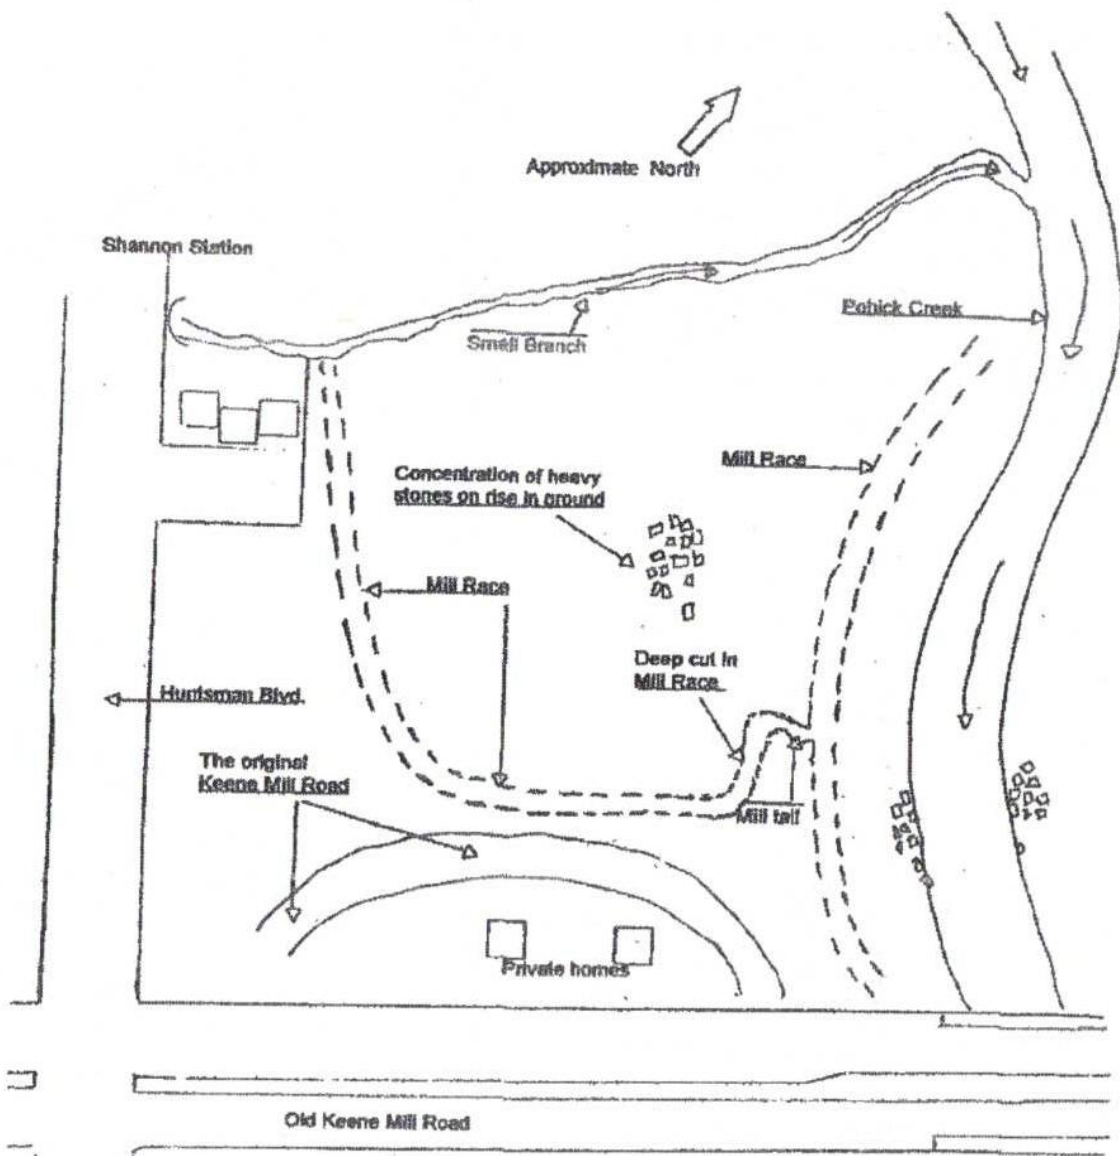 Approximate North
Shannon Station
Small Branch
Pohick Creek
Mill Race
Concentration of heavy
stones on rise in ground
Mill Race
Deep cut in
Mill Race
Huntsman Blvd.
The original
Keene Mill Road
Mill tail
Private homes
Old Keene Mill Road